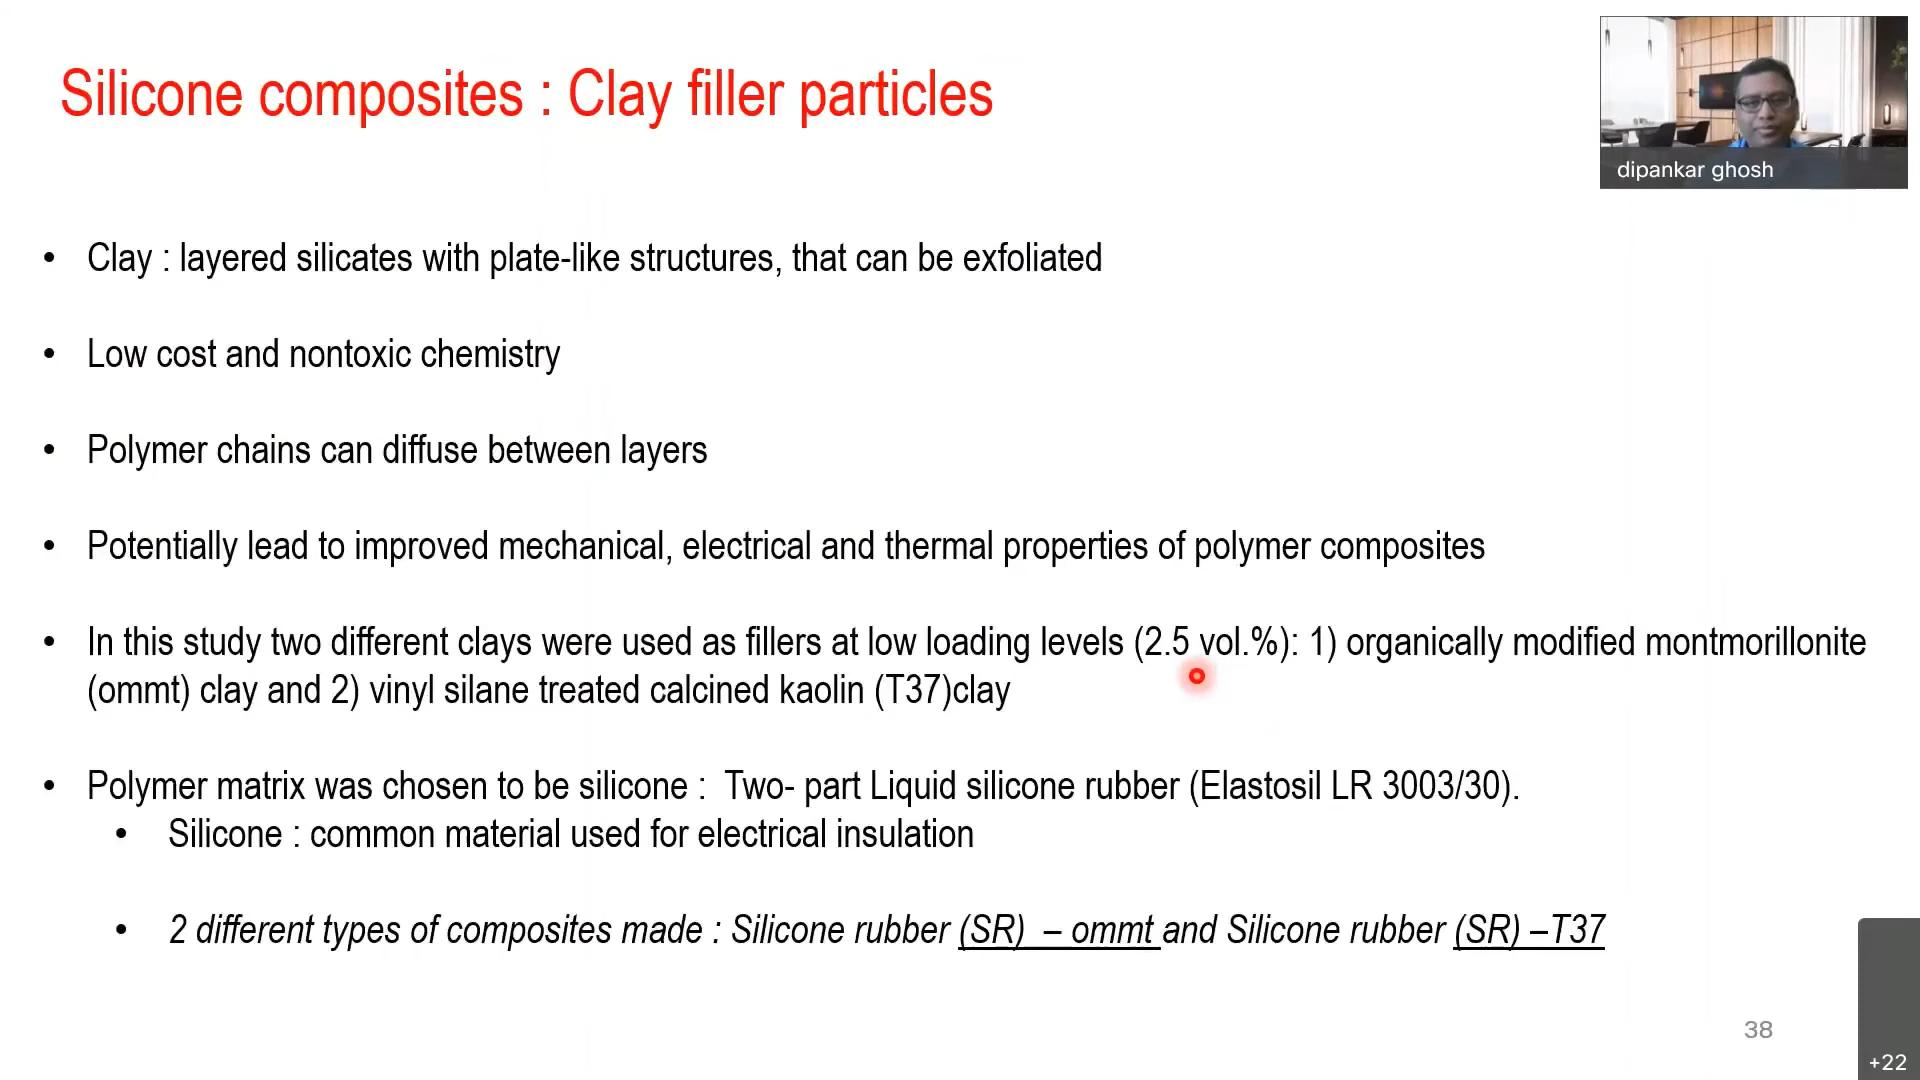 Silicone composites : Clay filler particles
dipankar ghosh
• Clay : layered silicates with plate-like structures, that can be exfoliated
• Low cost and nontoxic chemistry
• Polymer chains can diffuse between layers
• Potentially lead to improved mechanical, electrical and thermal properties of polymer composites
• In this study two different clays were used as fillers at low loading levels (2.5 vol.%): 1) organically modified montmorillonite
(ommt) clay and 2) vinyl silane treated calcined kaolin (T37)clay
• Polymer matrix was chosen to be silicone : Two- part Liquid silicone rubber (Elastosil LR 3003/30).
• Silicone : common material used for electrical insulation
• 2 different types of composites made : Silicone rubber (SR) – ommt and Silicone rubber (SR) –T37
38
+22